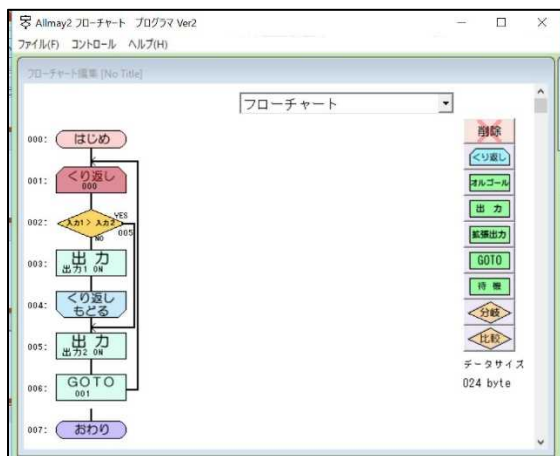 Allmay2 フローチャート プログラマ Ver2
ファイル(F) コントロール ヘルプ(H)
フローチャート編集 [No Title]
フローチャート
000: はじめ
001: くり返し
000
002: 入力1 > 入力2 YES
005
NO
003: 出力
出力1 ON
004: くり返し
もどる
005: 出力
出力2 ON
006: GOTO
001
007: おわり
削除
くり返し
オルゴール
出力
拡張出力
GOTO
待機
分岐
比較
データサイズ
024 byte